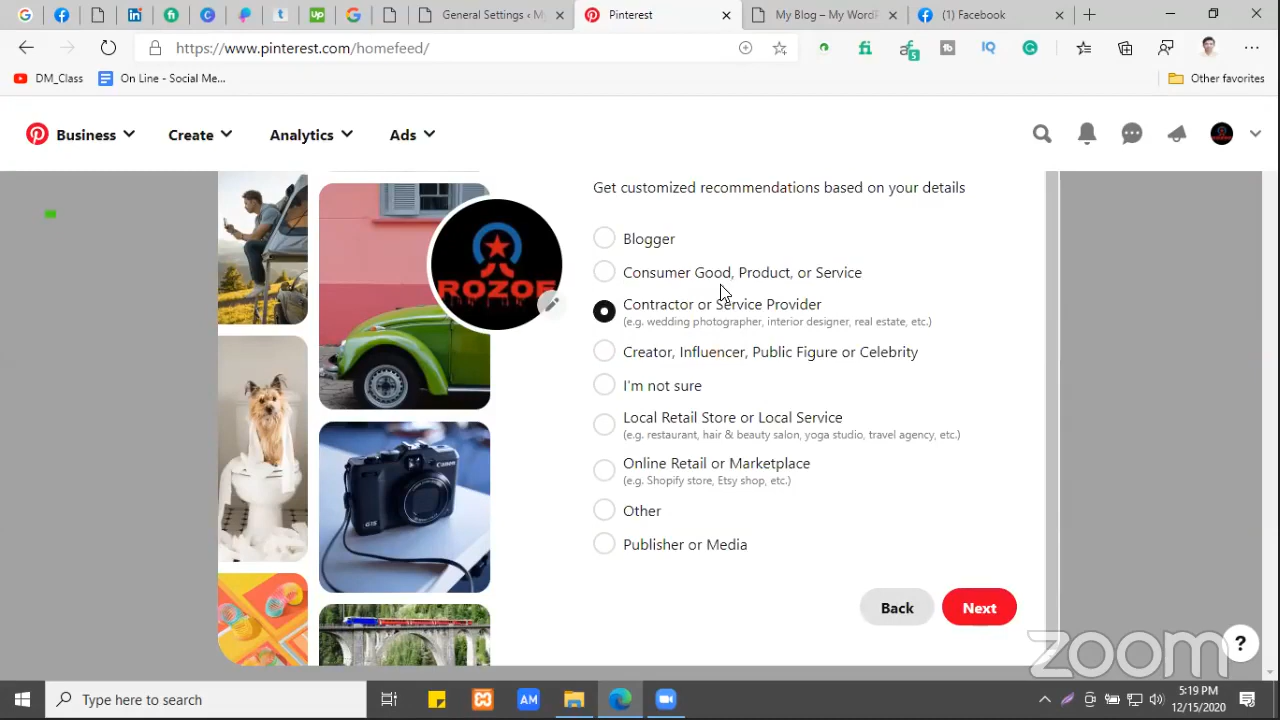 General Settings ‹ My
Pinterest
My Blog – My WordP
(1) Facebook
https://www.pinterest.com/homefeed/
DM_Class
On Line - Social Me...
Other favorites
Business
Create
Analytics
Ads
Get customized recommendations based on your details
Blogger
Consumer Good, Product, or Service
Contractor or Service Provider
(e.g. wedding photographer, interior designer, real estate, etc.)
Creator, Influencer, Public Figure or Celebrity
I'm not sure
Local Retail Store or Local Service
(e.g. restaurant, hair & beauty salon, yoga studio, travel agency, etc.)
Online Retail or Marketplace
(e.g. Shopify store, Etsy shop, etc.)
Other
Publisher or Media
Back
Next
ROZOE
Canon
G15
zoom
?
Type here to search
AM
5:19 PM
12/15/2020